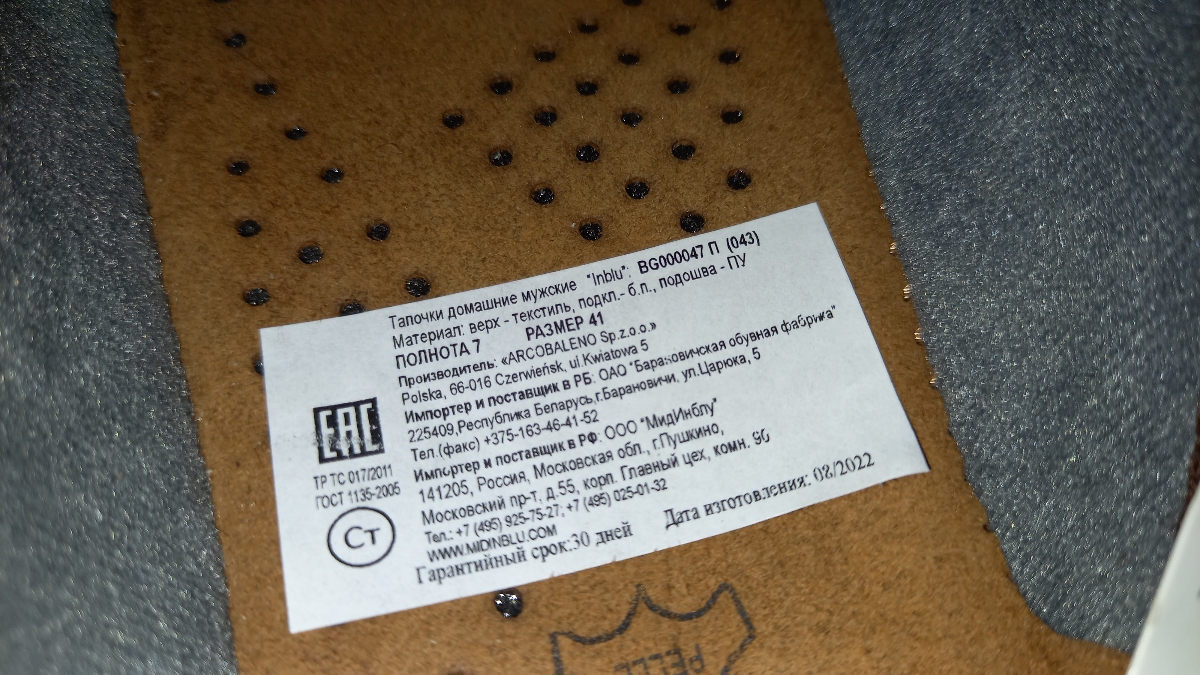 Тапочки домашние мужские "Inblu": BG000047 П (043)
Материал: верх - текстиль, подкл.- б.п., подошва - ПУ
ПОЛНОТА 7 РАЗМЕР 41
Производитель: «ARCOBALENO Sp.z.o.o.»
Polska, 66-016 Czerwieńsk, ul.Kwiatowa 5
Импортер и поставщик в РБ: ОАО "Барановичская обувная фабрика"
225409,Республика Беларусь,г.Барановичи, ул.Царюка, 5
Тел.(факс) +375-163-46-41-52
Импортер и поставщик в РФ: ООО "МидИнблу"
141205, Россия, Московская обл., г.Пушкино,
Московский пр-т, д.55, корп. Главный цех, комн. 90
Тел.: +7 (495) 925-75-27; +7 (495) 025-01-32
WWW.MIDINBLU.COM
Гарантийный срок:30 дней Дата изготовления: 08/2022
EAC
ТР ТС 017/2011
ГОСТ 1135-2005
Ст
PELLE